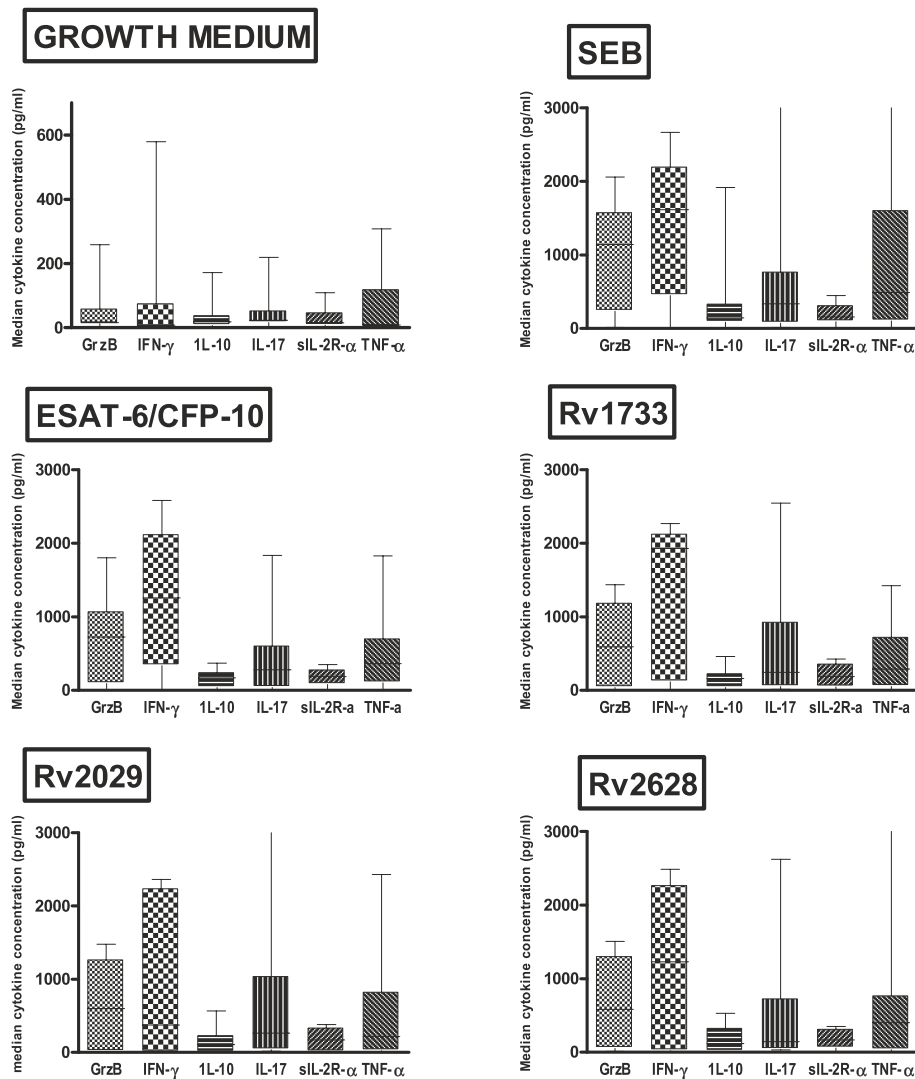 GROWTH MEDIUM
Median cytokine concentration (pg/ml)
600
400
200
0
GrzB IFN-γ 1L-10 IL-17 sIL-2R-α TNF-α
SEB
Median cytokine concentration (pg/ml)
3000
2000
1000
0
GrzB IFN-γ 1L-10 IL-17 sIL-2R-α TNF-α
ESAT-6/CFP-10
Median cytokine concentration (pg/ml)
3000
2000
1000
0
GrzB IFN-γ 1L-10 IL-17 sIL-2R-a TNF-a
Rv1733
Median cytokine concentration (pg/ml)
3000
2000
1000
0
GrzB IFN-γ 1L-10 IL-17 sIL-2R-a TNF-a
Rv2029
median cytokine concentration (pg/ml)
3000
2000
1000
0
GrzB IFN-γ 1L-10 IL-17 sIL-2R-α TNF-α
Rv2628
Median cytokine concentration (pg/ml)
3000
2000
1000
0
GrzB IFN-γ 1L-10 IL-17 sIL-2R-α TNF-α